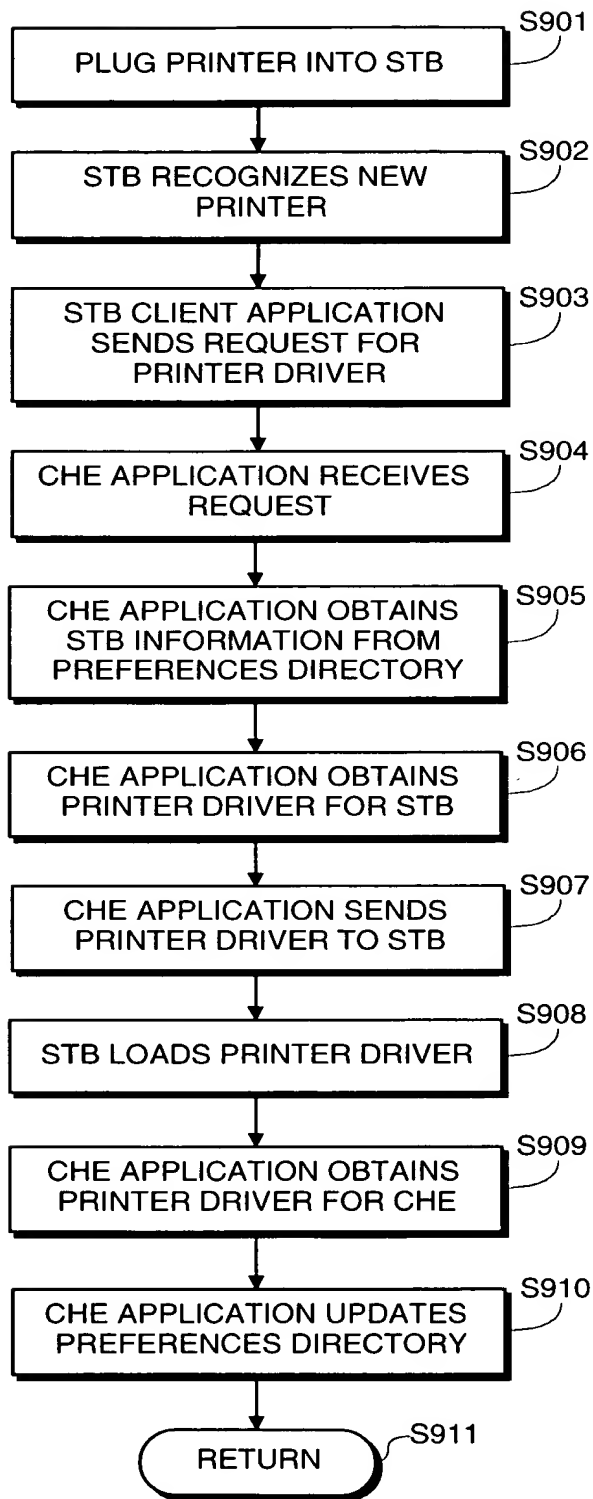 S901
PLUG PRINTER INTO STB
S902
STB RECOGNIZES NEW
PRINTER
S903
STB CLIENT APPLICATION
SENDS REQUEST FOR
PRINTER DRIVER
S904
CHE APPLICATION RECEIVES
REQUEST
S905
CHE APPLICATION OBTAINS
STB INFORMATION FROM
PREFERENCES DIRECTORY
S906
CHE APPLICATION OBTAINS
PRINTER DRIVER FOR STB
S907
CHE APPLICATION SENDS
PRINTER DRIVER TO STB
S908
STB LOADS PRINTER DRIVER
S909
CHE APPLICATION OBTAINS
PRINTER DRIVER FOR CHE
S910
CHE APPLICATION UPDATES
PREFERENCES DIRECTORY
S911
RETURN